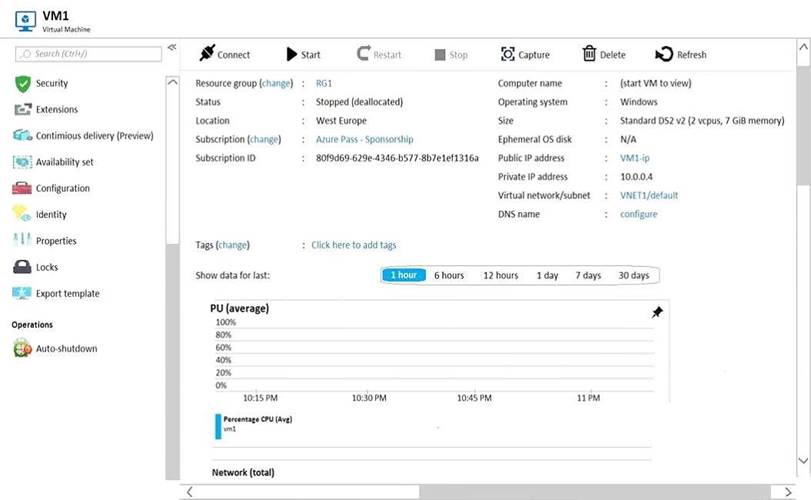 VM1
Virtual Machine
Search (Ctrl+/)
Security
Extensions
Contimious delivery (Preview)
Availability set
Configuration
Identity
Properties
Locks
Export template
Operations
Auto-shutdown
Connect Start Restart Stop Capture Delete Refresh
Resource group (change) : RG1
Status : Stopped (deallocated)
Location : West Europe
Subscription (change) : Azure Pass - Sponsorship
Subscription ID : 80f9d69-629e-4346-b577-8b7e1ef1316a
Computer name : (start VM to view)
Operating system : Windows
Size : Standard DS2 v2 (2 vcpus, 7 GiB memory)
Ephemeral OS disk : N/A
Public IP address : VM1-ip
Private IP address : 10.0.0.4
Virtual network/subnet : VNET1/default
DNS name : configure
Tags (change) : Click here to add tags
Show data for last: 1 hour 6 hours 12 hours 1 day 7 days 30 days
PU (average)
100%
80%
60%
40%
20%
0%
10:15 PM 10:30 PM 10:45 PM 11 PM
Percentage CPU (Avg)
vm1
Network (total)